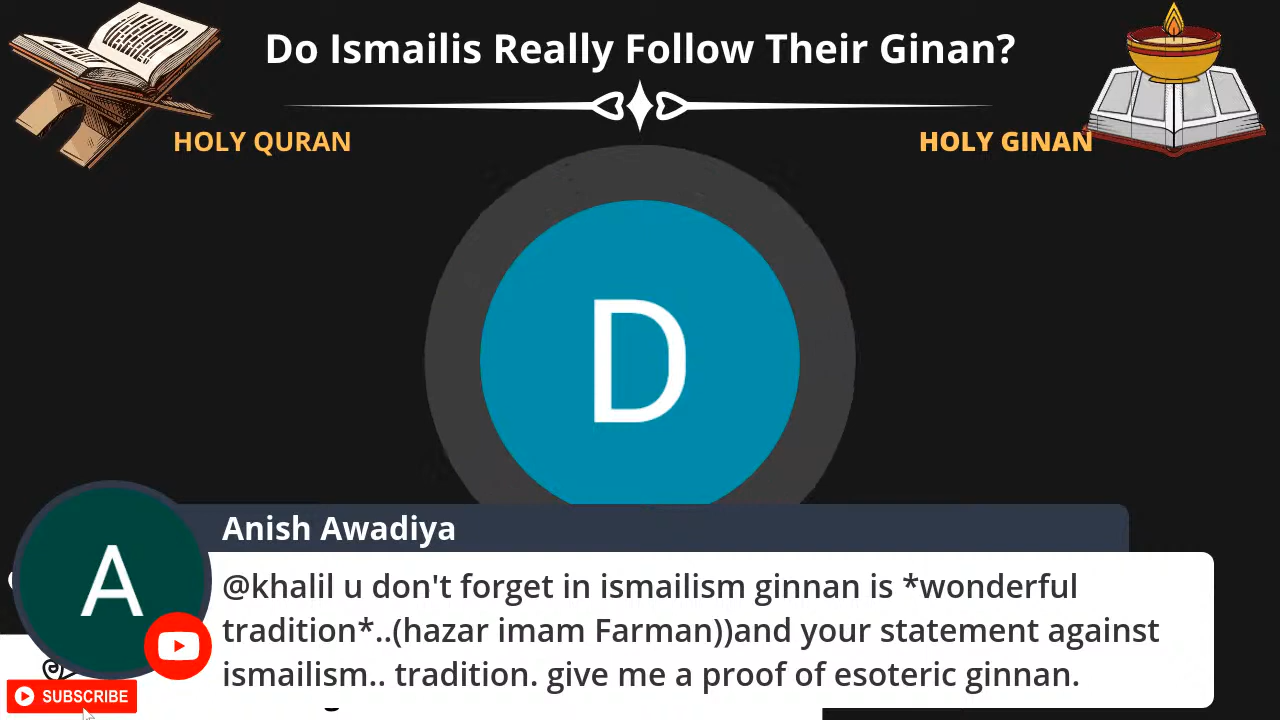 Do Ismailis Really Follow Their Ginan?
HOLY QURAN
HOLY GINAN
D
Anish Awadiya
A
@khalil u don't forget in ismailism ginnan is *wonderful
tradition*..(hazar imam Farman))and your statement against
ismailism.. tradition. give me a proof of esoteric ginnan.
SUBSCRIBE